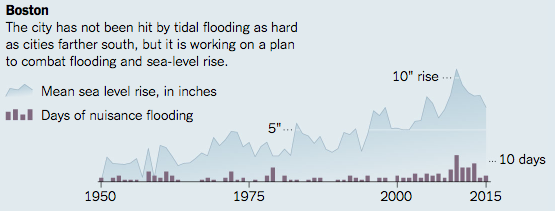 Boston
The city has not been hit by tidal flooding as hard
as cities farther south, but it is working on a plan
to combat flooding and sea-level rise.
10" rise
Mean sea level rise, in inches
Days of nuisance flooding
5"
10 days
1950 1975 2000 2015